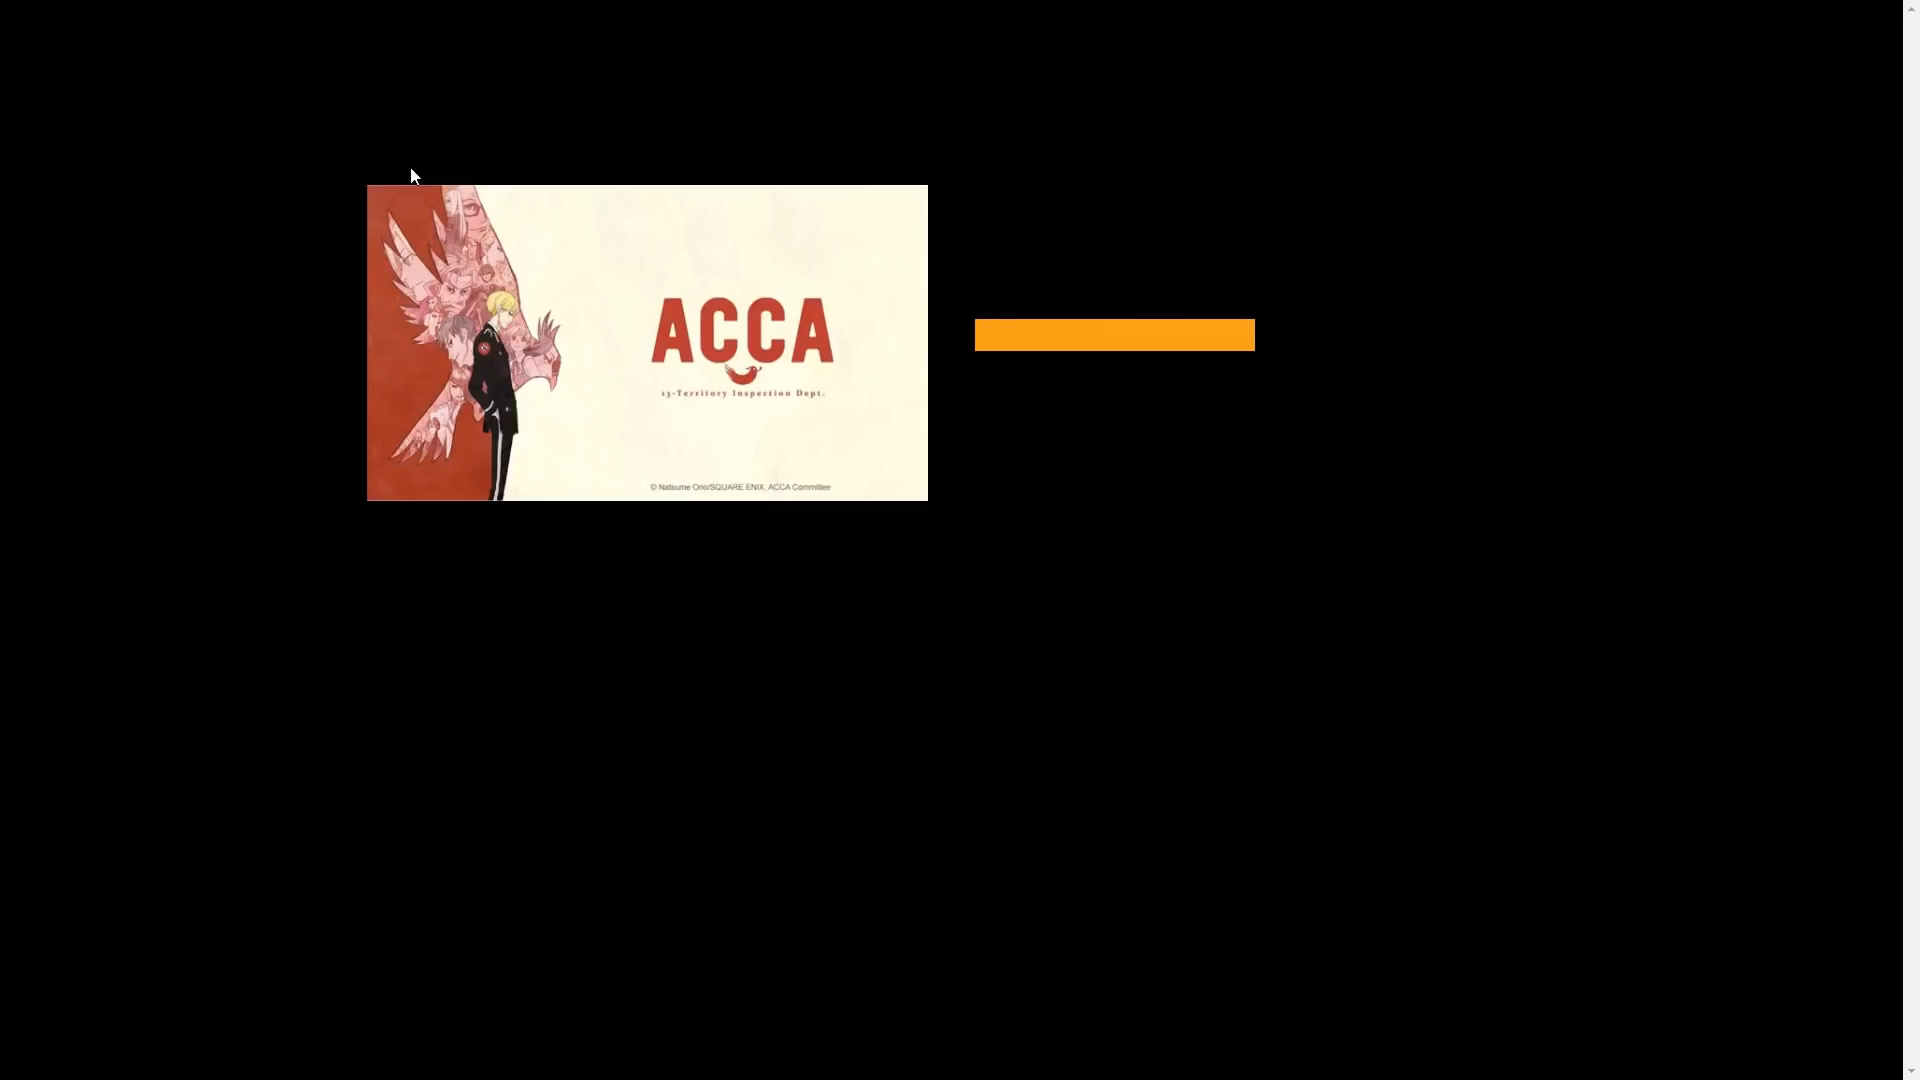 ACCA
13-Territory Inspection Dept.
© Natsume Ono/SQUARE ENIX, ACCA Committee